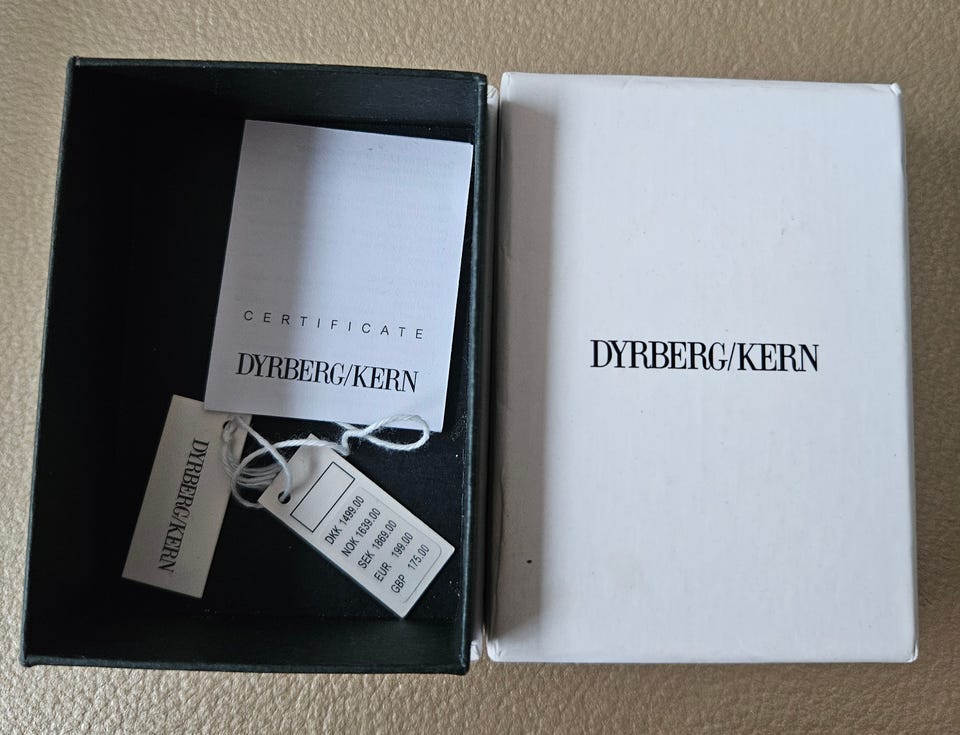 CERTIFICATE
DYRBERG/KERN
DYRBERG/KERN
DKK 1499.00
NOK 1639.00
SEK 1869.00
EUR 199.00
GBP 175.00
DYRBERG/KERN